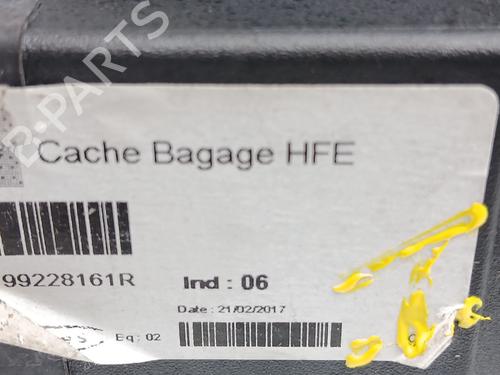 B-PARTS
Cache Bagage HFE
99228161R
Ind : 06
Date : 21/02/2017
Eq : 02